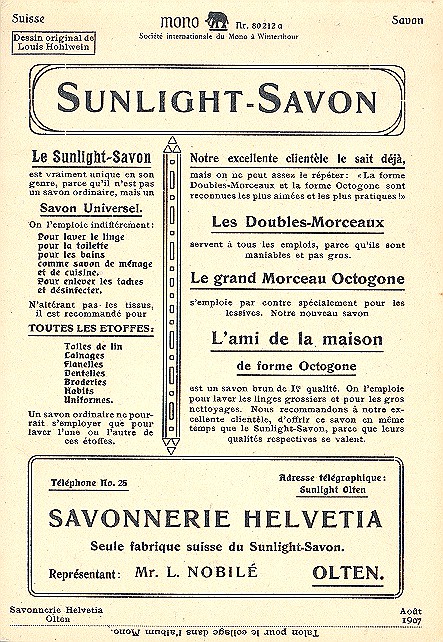 Suisse
mono Nr. 80212a
Savon
Société internationale du Mono à Winterthour
Dessin original de
Louis Hohlwein
SUNLIGHT-SAVON
Le Sunlight-Savon
est vraiment unique en son
genre, parce qu'il n'est pas
un savon ordinaire, mais un
Savon Universel.
On l'emploie indifféremment:
Pour laver le linge
pour la toilette
pour les bains
comme savon de ménage
et de cuisine.
Pour enlever les taches
et désinfecter.
N'altérant pas les tissus,
il est recommandé pour
TOUTES LES ETOFFES:
Toiles de lin
Lainages
Flanelles
Dentelles
Broderies
Habits
Uniformes.
Un savon ordinaire ne pour-
rait s'employer que pour
laver l'une ou l'autre de
ces étoffes.
Notre excellente clientèle le sait déjà,
mais on ne peut assez le répéter: «La forme
Doubles-Morceaux et la forme Octogone sont
reconnues les plus aimées et les plus pratiques!»
Les Doubles-Morceaux
servent à tous les emplois, parce qu'ils sont
maniables et pas gros.
Le grand Morceau Octogone
s'emploie par contre spécialement pour les
lessives. Notre nouveau savon
L'ami de la maison
de forme Octogone
est un savon brun de Ire qualité. On l'emploie
pour laver les linges grossiers et pour les gros
nettoyages. Nous recommandons à notre ex-
cellente clientèle, d'offrir ce savon en même
temps que le Sunlight-Savon, parce que leurs
qualités respectives se valent.
Téléphone No. 25
Adresse télégraphique:
Sunlight Olten
SAVONNERIE HELVETIA
Seule fabrique suisse du Sunlight-Savon.
Représentant: Mr. L. NOBILÉ OLTEN.
Savonnerie Helvetia
Olten
Août
1907
Talon pour le collage dans l'album Mono.